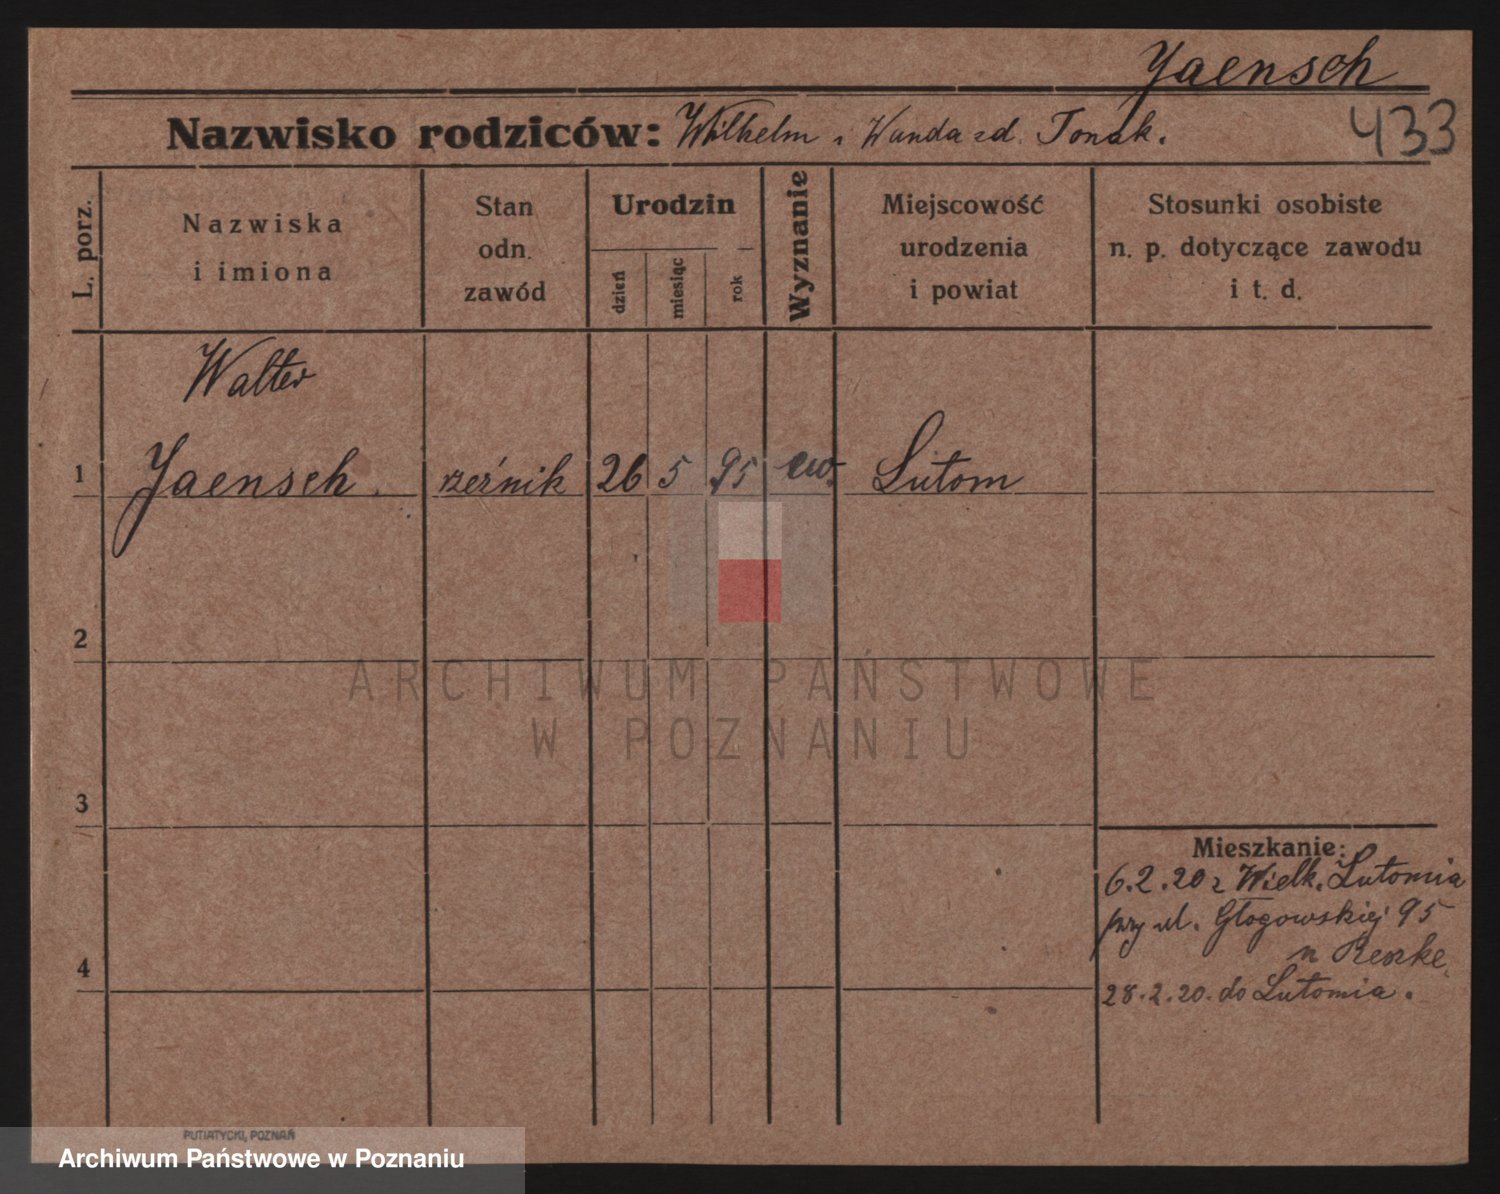 Yaensch
433
Nazwisko rodziców: Wilhelm i Wanda zd. Tonak.
L. porz.
Nazwiska
i imiona
Stan
odn.
zawód
Urodzin
dzień
miesiąc
rok
Wyznanie
Miejscowość
urodzenia
i powiat
Stosunki osobiste
n. p. dotyczące zawodu
i t. d.
Walter
1 Yaensch. rzeźnik 26 5 95 ew. Lutom
2
ARCHIWUM PAŃSTWOWE
W POZNANIU
3
Mieszkanie:
6.2.20 z Wielk. Lutomia
przy ul. Głogowskiej 95
u Reszke.
4
28.2.20. do Lutomia.
PUTIATYCKI, POZNAŃ
Archiwum Państwowe w Poznaniu